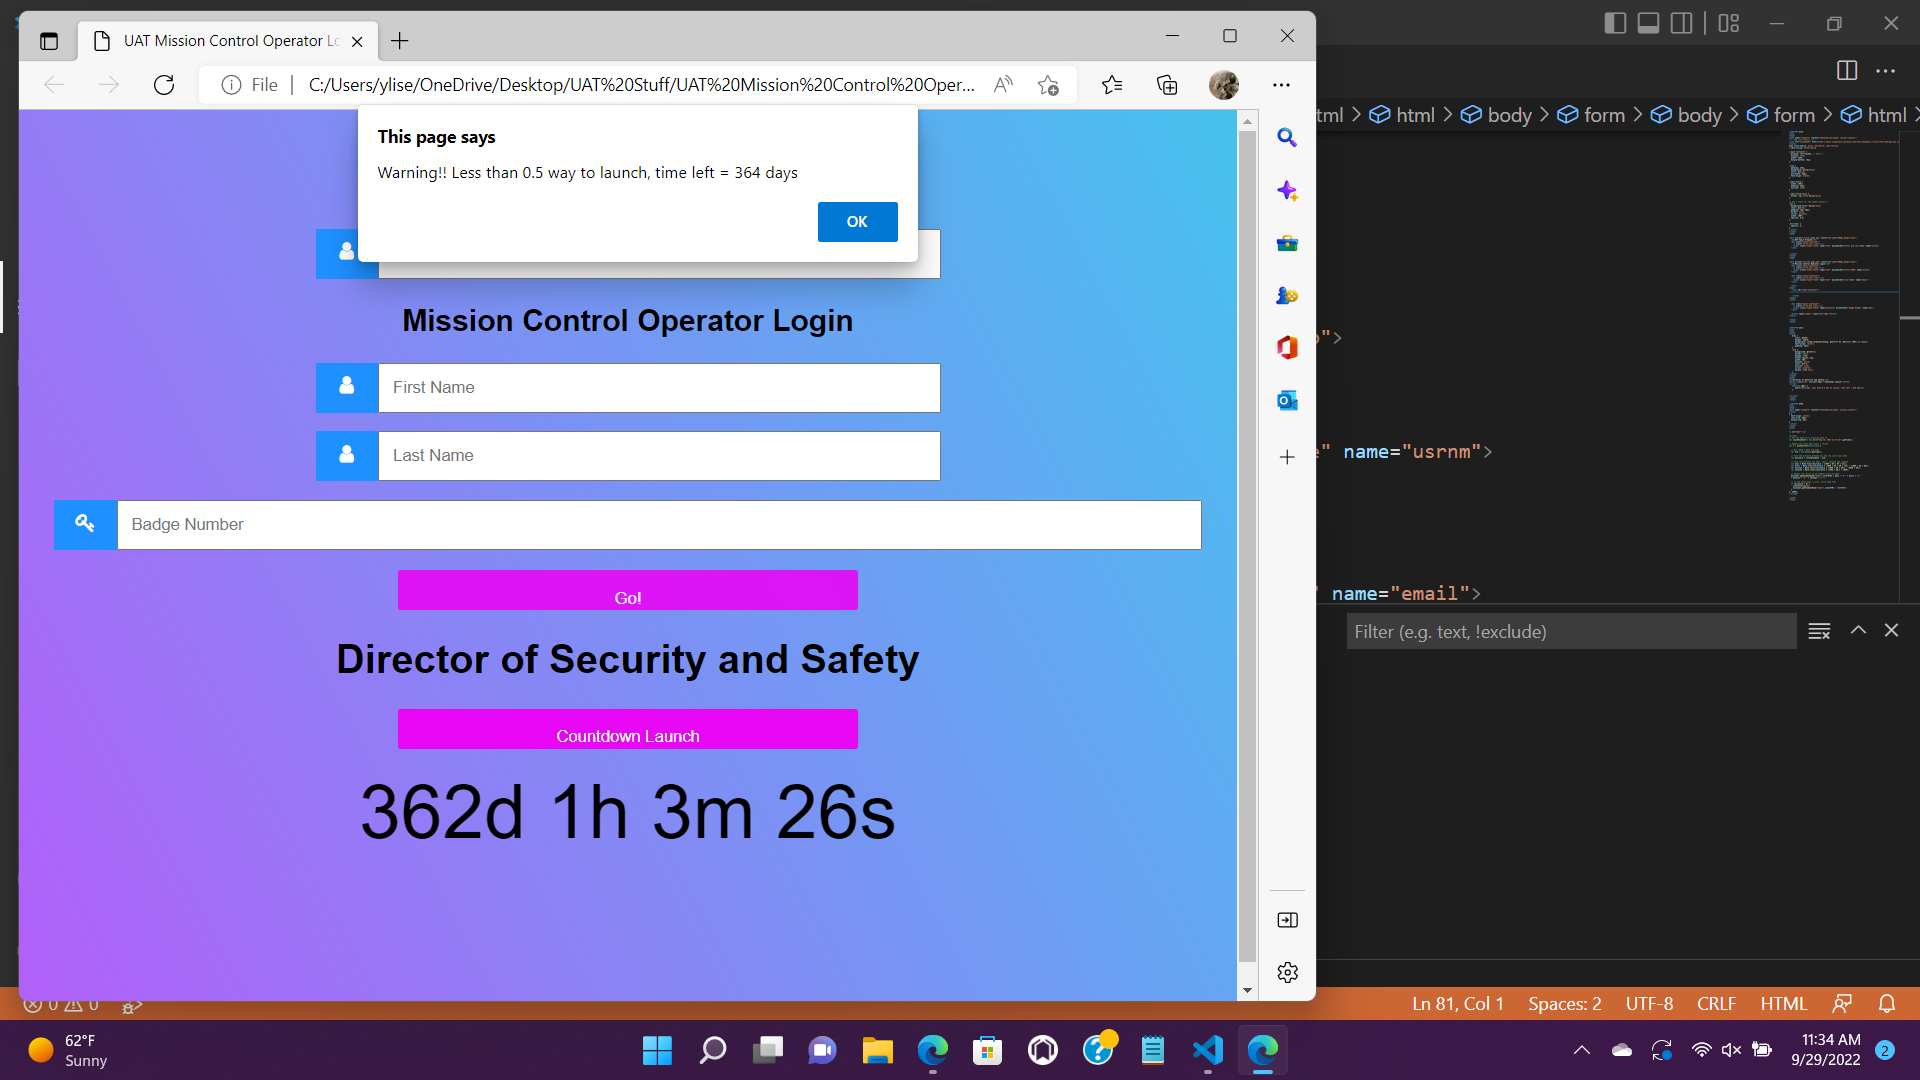 UAT Mission Control Operator Lo
File
C:/Users/ylise/OneDrive/Desktop/UAT%20Stuff/UAT%20Mission%20Control%20Oper...
This page says
Warning!! Less than 0.5 way to launch, time left = 364 days
OK
Mission Control Operator Login
First Name
Last Name
Badge Number
Go!
Director of Security and Safety
Countdown Launch
362d 1h 3m 26s
tml > html > body > form > body > form > html >
">
" name="usrnm">
" name="email">
Filter (e.g. text, !exclude)
0 0
Ln 81, Col 1
Spaces: 2
UTF-8
CRLF
HTML
62°F
Sunny
11:34 AM
9/29/2022
2